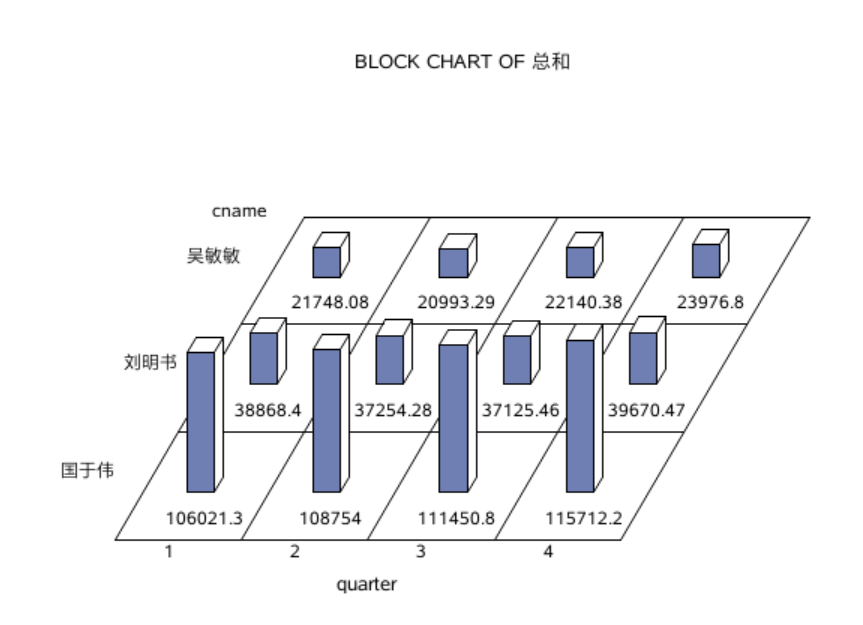 BLOCK CHART OF 总和
cname
吴敏敏
21748.08 20993.29 22140.38 23976.8
刘明书
38868.4 37254.28 37125.46 39670.47
国于伟
106021.3 108754 111450.8 115712.2
1 2 3 4
quarter